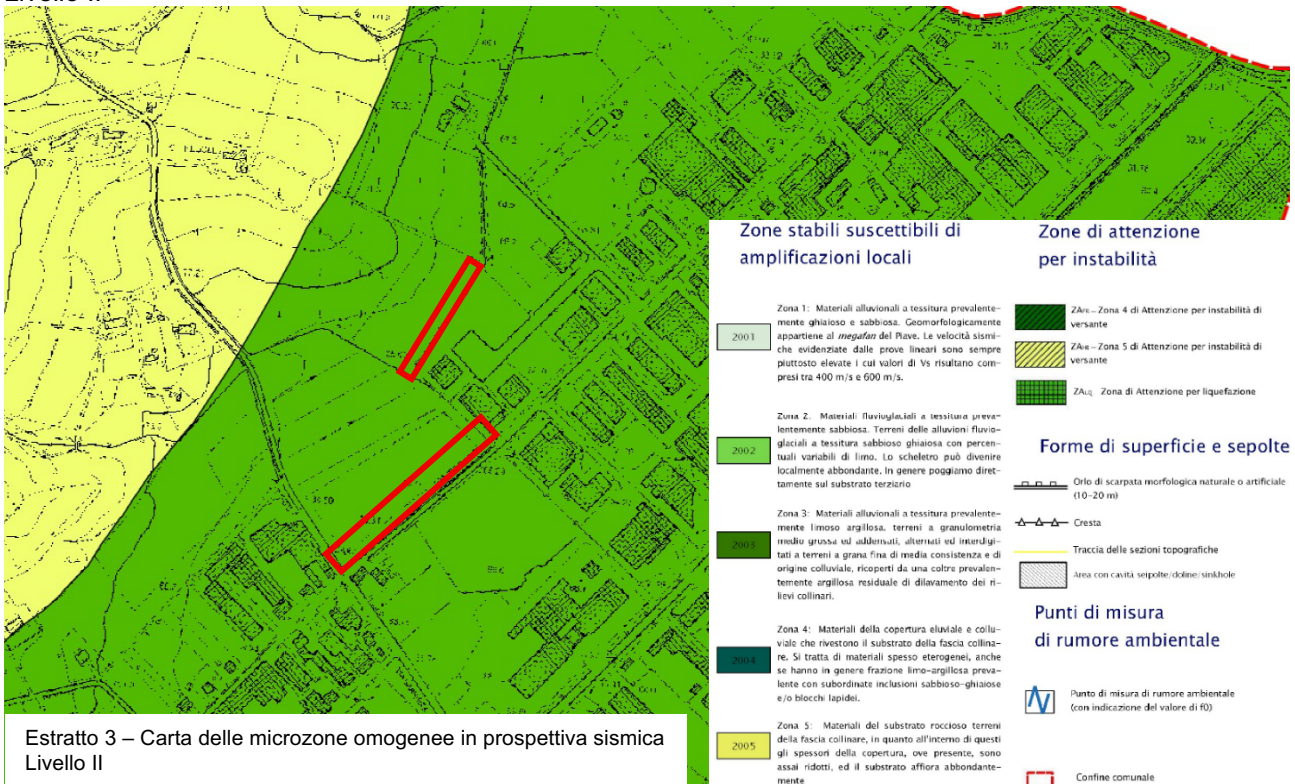 Livello II
Zone stabili suscettibili di
amplificazioni locali
2001
Zona 1: Materiali alluvionali a tessitura prevalente-
mente ghiaioso e sabbiosa. Geomorfologicamente
appartiene al megafan del Piave. Le velocità sismi-
che evidenziate dalle prove lineari sono sempre
piuttosto elevate i cui valori di Vs risultano com-
presi tra 400 m/s e 600 m/s.
2002
Zona 2. Materiali fluvioglaciali a tessitura preva-
lentemente sabbiosa. Terreni delle alluvioni fluvio-
glaciali a tessitura sabbioso ghiaiosa con percen-
tuali variabili di limo. Lo scheletro può divenire
localmente abbondante. In genere poggiamo diret-
tamente sul substrato terziario
2003
Zona 3: Materiali alluvionali a tessitura prevalente-
mente limoso argillosa, terreni a granulometria
medio grossa ed addensati, alternati ed interdigi-
tati a terreni a grana fina di media consistenza e di
origine colluviale, ricoperti da una coltre prevalen-
temente argillosa residuale di dilavamento dei ri-
lievi collinari.
2004
Zona 4: Materiali della copertura eluviale e collu-
viale che rivestono il substrato della fascia collina-
re. Si tratta di materiali spesso eterogenei, anche
se hanno in genere frazione limo-argillosa preva-
lente con subordinate inclusioni sabbioso-ghiaiose
e/o blocchi lapidei.
2005
Zona 5: Materiali del substrato roccioso terreni
della fascia collinare, in quanto all'interno di questi
gli spessori della copertura, ove presente, sono
assai ridotti, ed il substrato affiora abbondante-
mente
Zone di attenzione
per instabilità
Zona 4 di Attenzione per instabilità di
versante
Zona 5 di Attenzione per instabilità di
versante
Zona di Attenzione per liquefazione
Forme di superficie e sepolte
Orlo di scarpata morfologica naturale o artificiale
(10-20 m)
Cresta
Traccia delle sezioni topografiche
Area con cavità seipolte/doline/sinkhole
Punti di misura
di rumore ambientale
Punto di misura di rumore ambientale
(con indicazione del valore di f0)
Confine comunale
Estratto 3 – Carta delle microzone omogenee in prospettiva sismica
Livello II